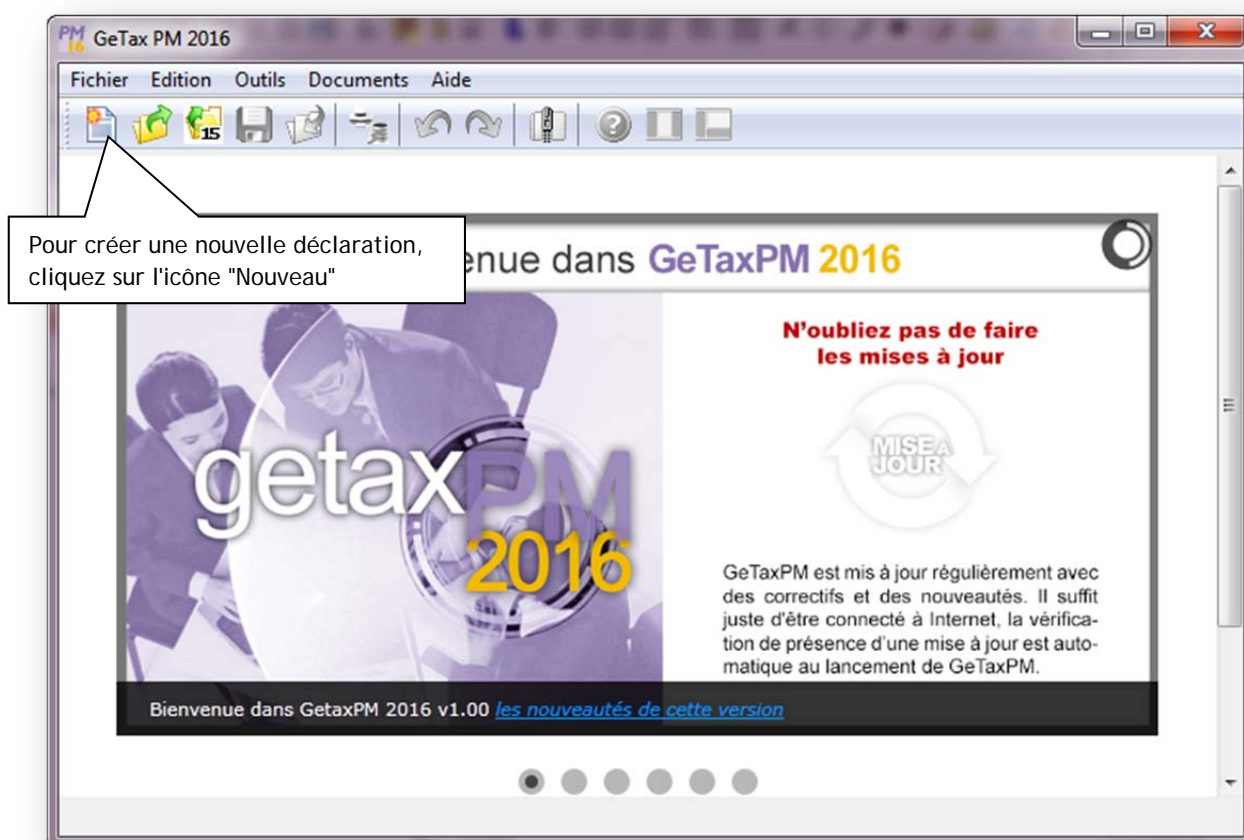 PM
16
GeTax PM 2016
Fichier Edition Outils Documents Aide
15
Pour créer une nouvelle déclaration,
cliquez sur l'icône "Nouveau"
enue dans GeTaxPM 2016
N'oubliez pas de faire
les mises à jour
MISE À
JOUR
getaxPM
2016
GeTaxPM est mis à jour régulièrement avec
des correctifs et des nouveautés. Il suffit
juste d'être connecté à Internet, la vérifica-
tion de présence d'une mise à jour est auto-
matique au lancement de GeTaxPM.
Bienvenue dans GetaxPM 2016 v1.00 les nouveautés de cette version